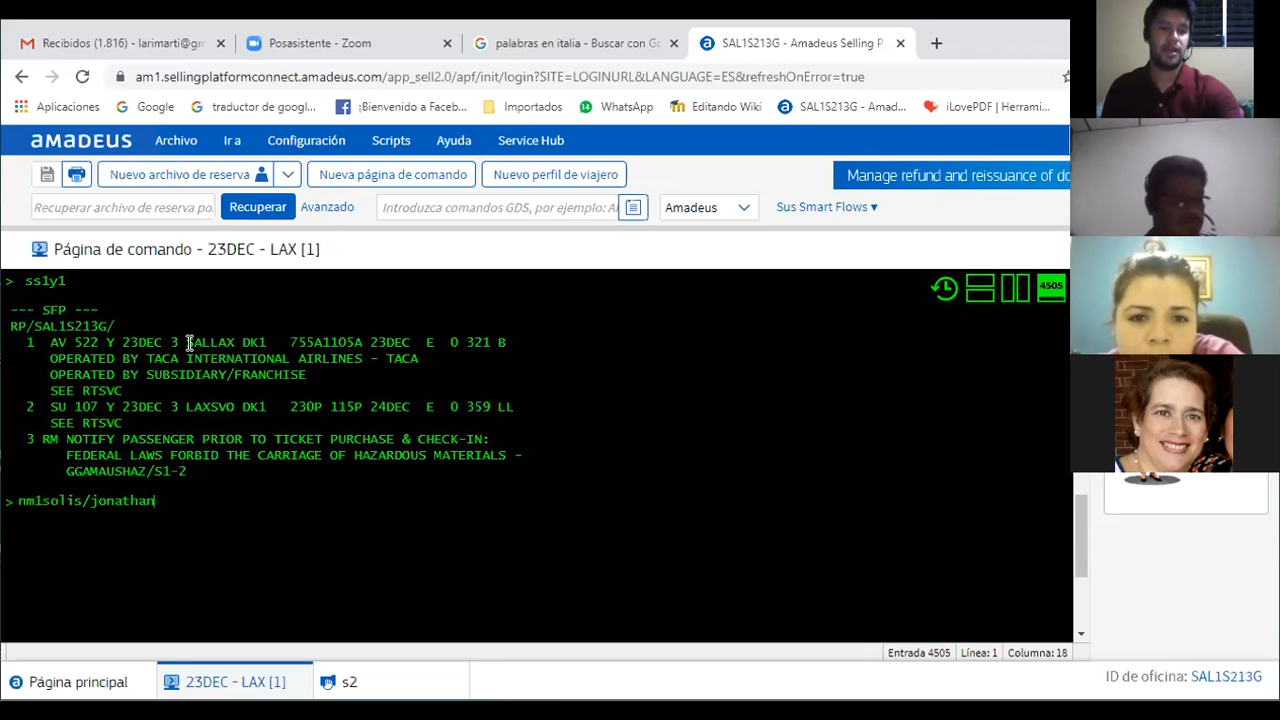 Recibidos (1.816) - larimarti@gm
Posasistente - Zoom
palabras en italia - Buscar con Go
SAL1S213G - Amadeus Selling P
am1.sellingplatformconnect.amadeus.com/app_sell2.0/apf/init/login?SITE=LOGINURL&LANGUAGE=ES&refreshOnError=true
Aplicaciones
Google
traductor de googl...
¡Bienvenido a Faceb...
Importados
14 WhatsApp
Editando Wiki
SAL1S213G - Amad...
iLovePDF | Herrami...
amadeus
Archivo
Ir a
Configuración
Scripts
Ayuda
Service Hub
Nuevo archivo de reserva
Nueva página de comando
Nuevo perfil de viajero
Manage refund and reissuance of do
Recuperar archivo de reserva po
Recuperar
Avanzado
Introduzca comandos GDS, por ejemplo: A
Amadeus
Sus Smart Flows
Página de comando - 23DEC - LAX [1]
> ss1y1
4505
--- SFP ---
RP/SAL1S213G/
1 AV 522 Y 23DEC 3 SALLAX DK1 755A1105A 23DEC E 0 321 B
OPERATED BY TACA INTERNATIONAL AIRLINES - TACA
OPERATED BY SUBSIDIARY/FRANCHISE
SEE RTSVC
2 SU 107 Y 23DEC 3 LAXSVO DK1 230P 115P 24DEC E 0 359 LL
SEE RTSVC
3 RM NOTIFY PASSENGER PRIOR TO TICKET PURCHASE & CHECK-IN:
FEDERAL LAWS FORBID THE CARRIAGE OF HAZARDOUS MATERIALS -
GGAMAUSHAZ/S1-2
> nm1solis/jonathan
Entrada 4505
Línea: 1
Columna: 18
Página principal
23DEC - LAX [1]
s2
ID de oficina: SAL1S213G